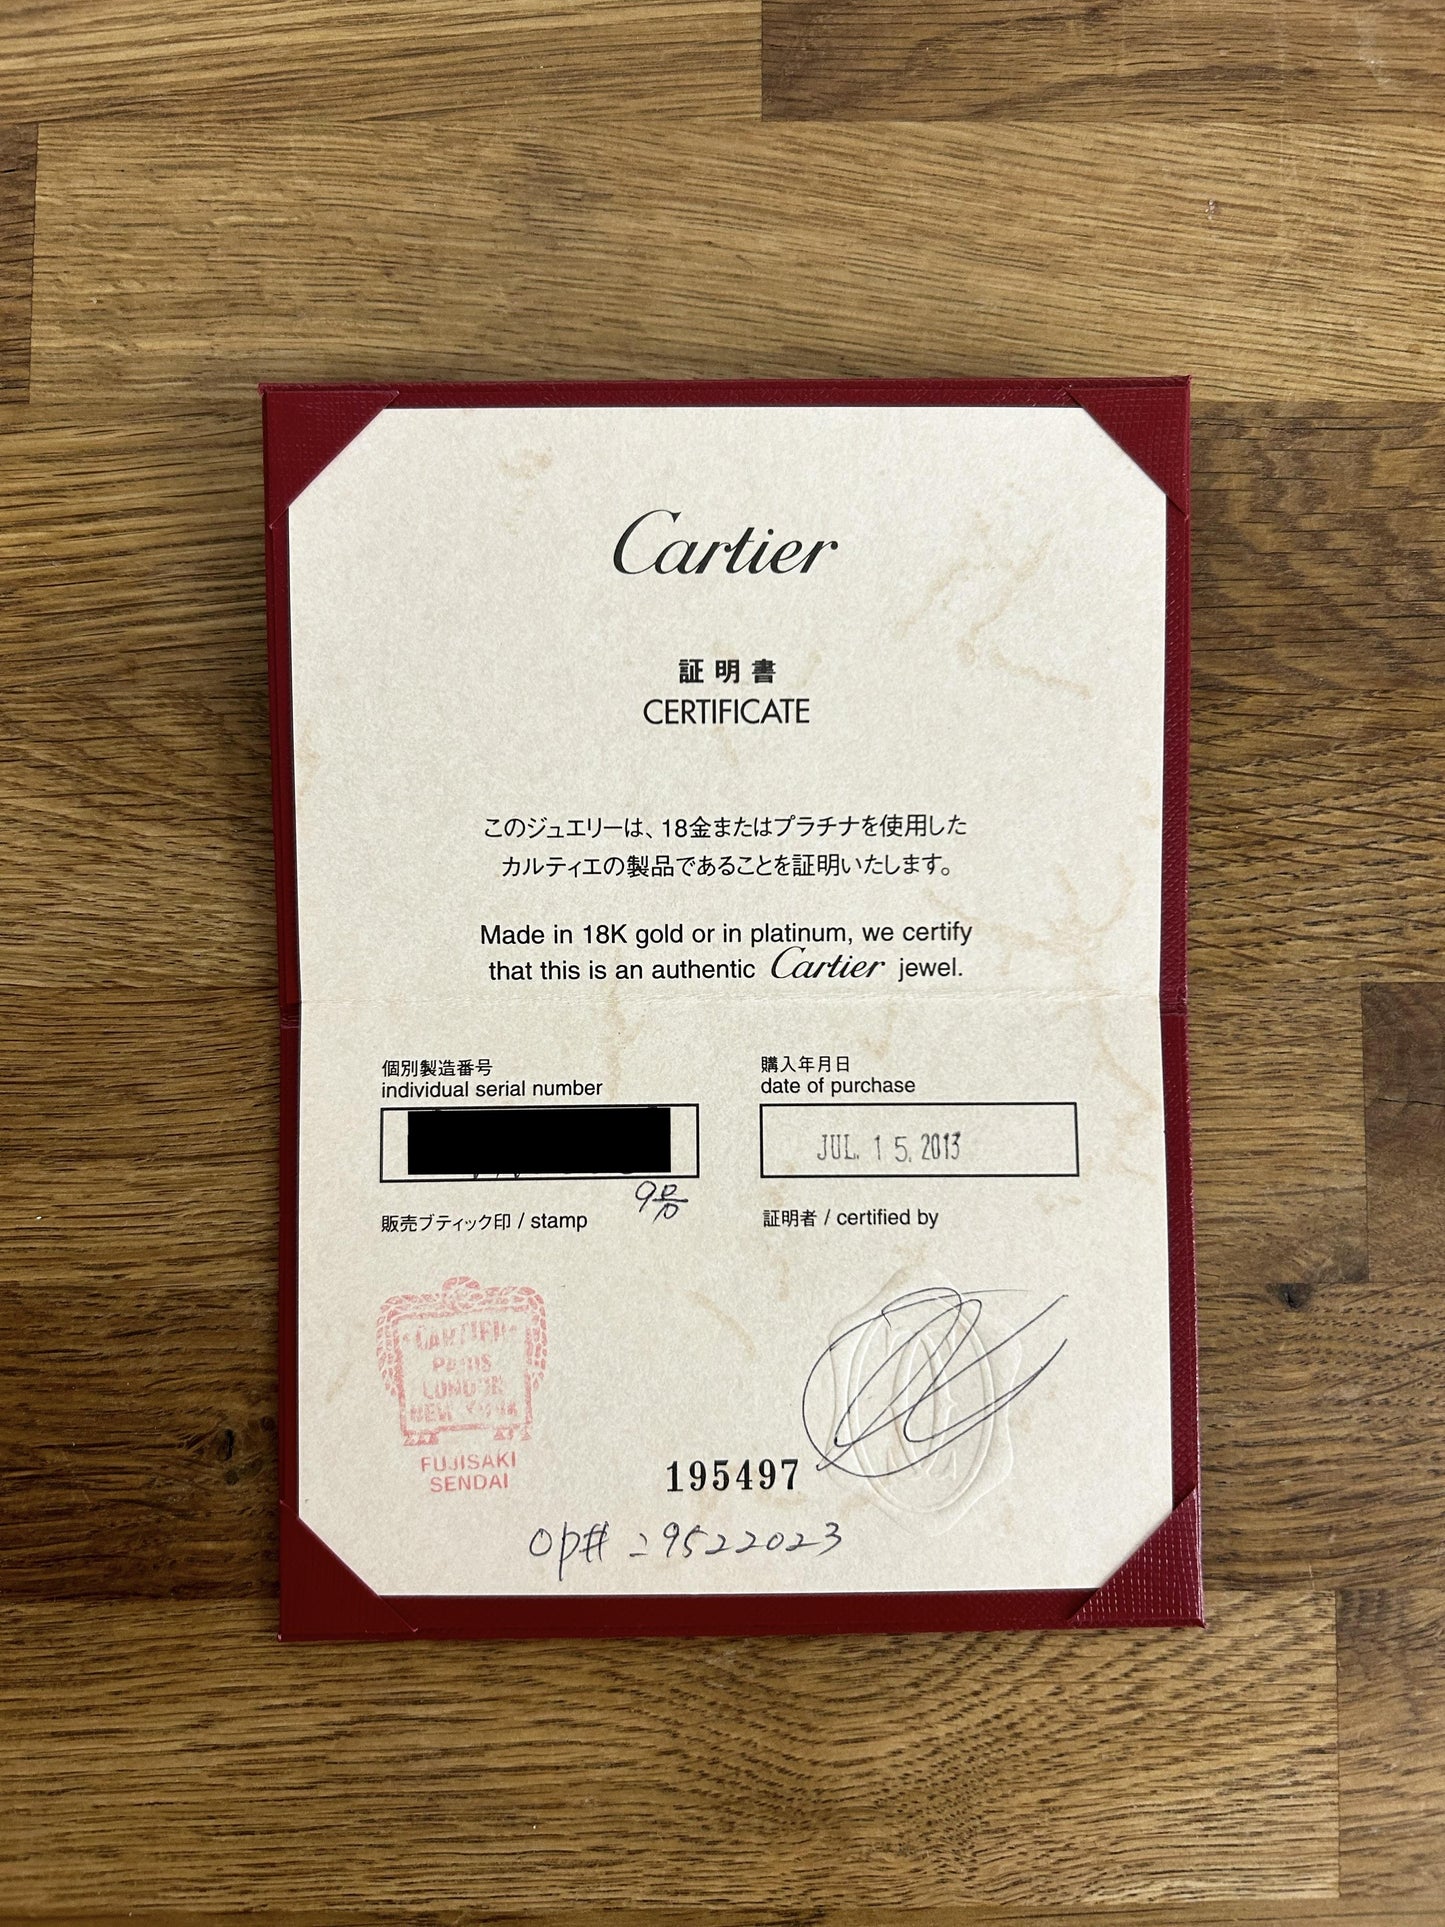 Cartier
証明書
CERTIFICATE
このジュエリーは、18金またはプラチナを使用した
カルティエの製品であることを証明いたします。
Made in 18K gold or in platinum, we certify
that this is an authentic Cartier jewel.
個別製造番号
individual serial number
購入年月日
date of purchase
JUL. 15. 2013
9号
販売ブティック印 / stamp
証明者 / certified by
CARTIER
PARIS
LONDON
NEW YORK
FUJISAKI
SENDAI
195497
OP# 29522023